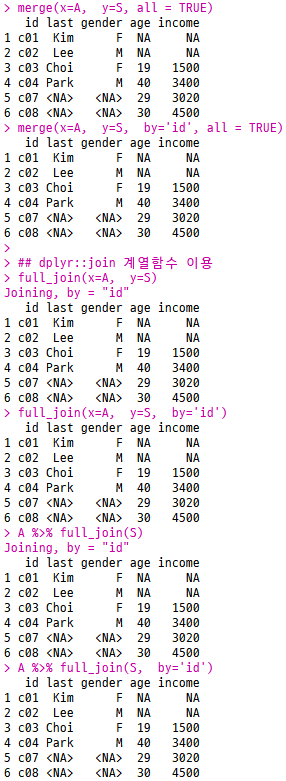 > merge(x=A,  y=S, all = TRUE)
   id last gender age income
1 c01  Kim      F  NA     NA
2 c02  Lee      M  NA     NA
3 c03 Choi      F  19   1500
4 c04 Park      M  40   3400
5 c07 <NA>   <NA>  29   3020
6 c08 <NA>   <NA>  30   4500
> merge(x=A,  y=S,  by='id', all = TRUE)
   id last gender age income
1 c01  Kim      F  NA     NA
2 c02  Lee      M  NA     NA
3 c03 Choi      F  19   1500
4 c04 Park      M  40   3400
5 c07 <NA>   <NA>  29   3020
6 c08 <NA>   <NA>  30   4500
>
> ## dplyr::join 계열함수 이용
> full_join(x=A,  y=S)
Joining, by = "id"
   id last gender age income
1 c01  Kim      F  NA     NA
2 c02  Lee      M  NA     NA
3 c03 Choi      F  19   1500
4 c04 Park      M  40   3400
5 c07 <NA>   <NA>  29   3020
6 c08 <NA>   <NA>  30   4500
> full_join(x=A,  y=S,  by='id')
   id last gender age income
1 c01  Kim      F  NA     NA
2 c02  Lee      M  NA     NA
3 c03 Choi      F  19   1500
4 c04 Park      M  40   3400
5 c07 <NA>   <NA>  29   3020
6 c08 <NA>   <NA>  30   4500
> A %>% full_join(S)
Joining, by = "id"
   id last gender age income
1 c01  Kim      F  NA     NA
2 c02  Lee      M  NA     NA
3 c03 Choi      F  19   1500
4 c04 Park      M  40   3400
5 c07 <NA>   <NA>  29   3020
6 c08 <NA>   <NA>  30   4500
> A %>% full_join(S,  by='id')
   id last gender age income
1 c01  Kim      F  NA     NA
2 c02  Lee      M  NA     NA
3 c03 Choi      F  19   1500
4 c04 Park      M  40   3400
5 c07 <NA>   <NA>  29   3020
6 c08 <NA>   <NA>  30   4500